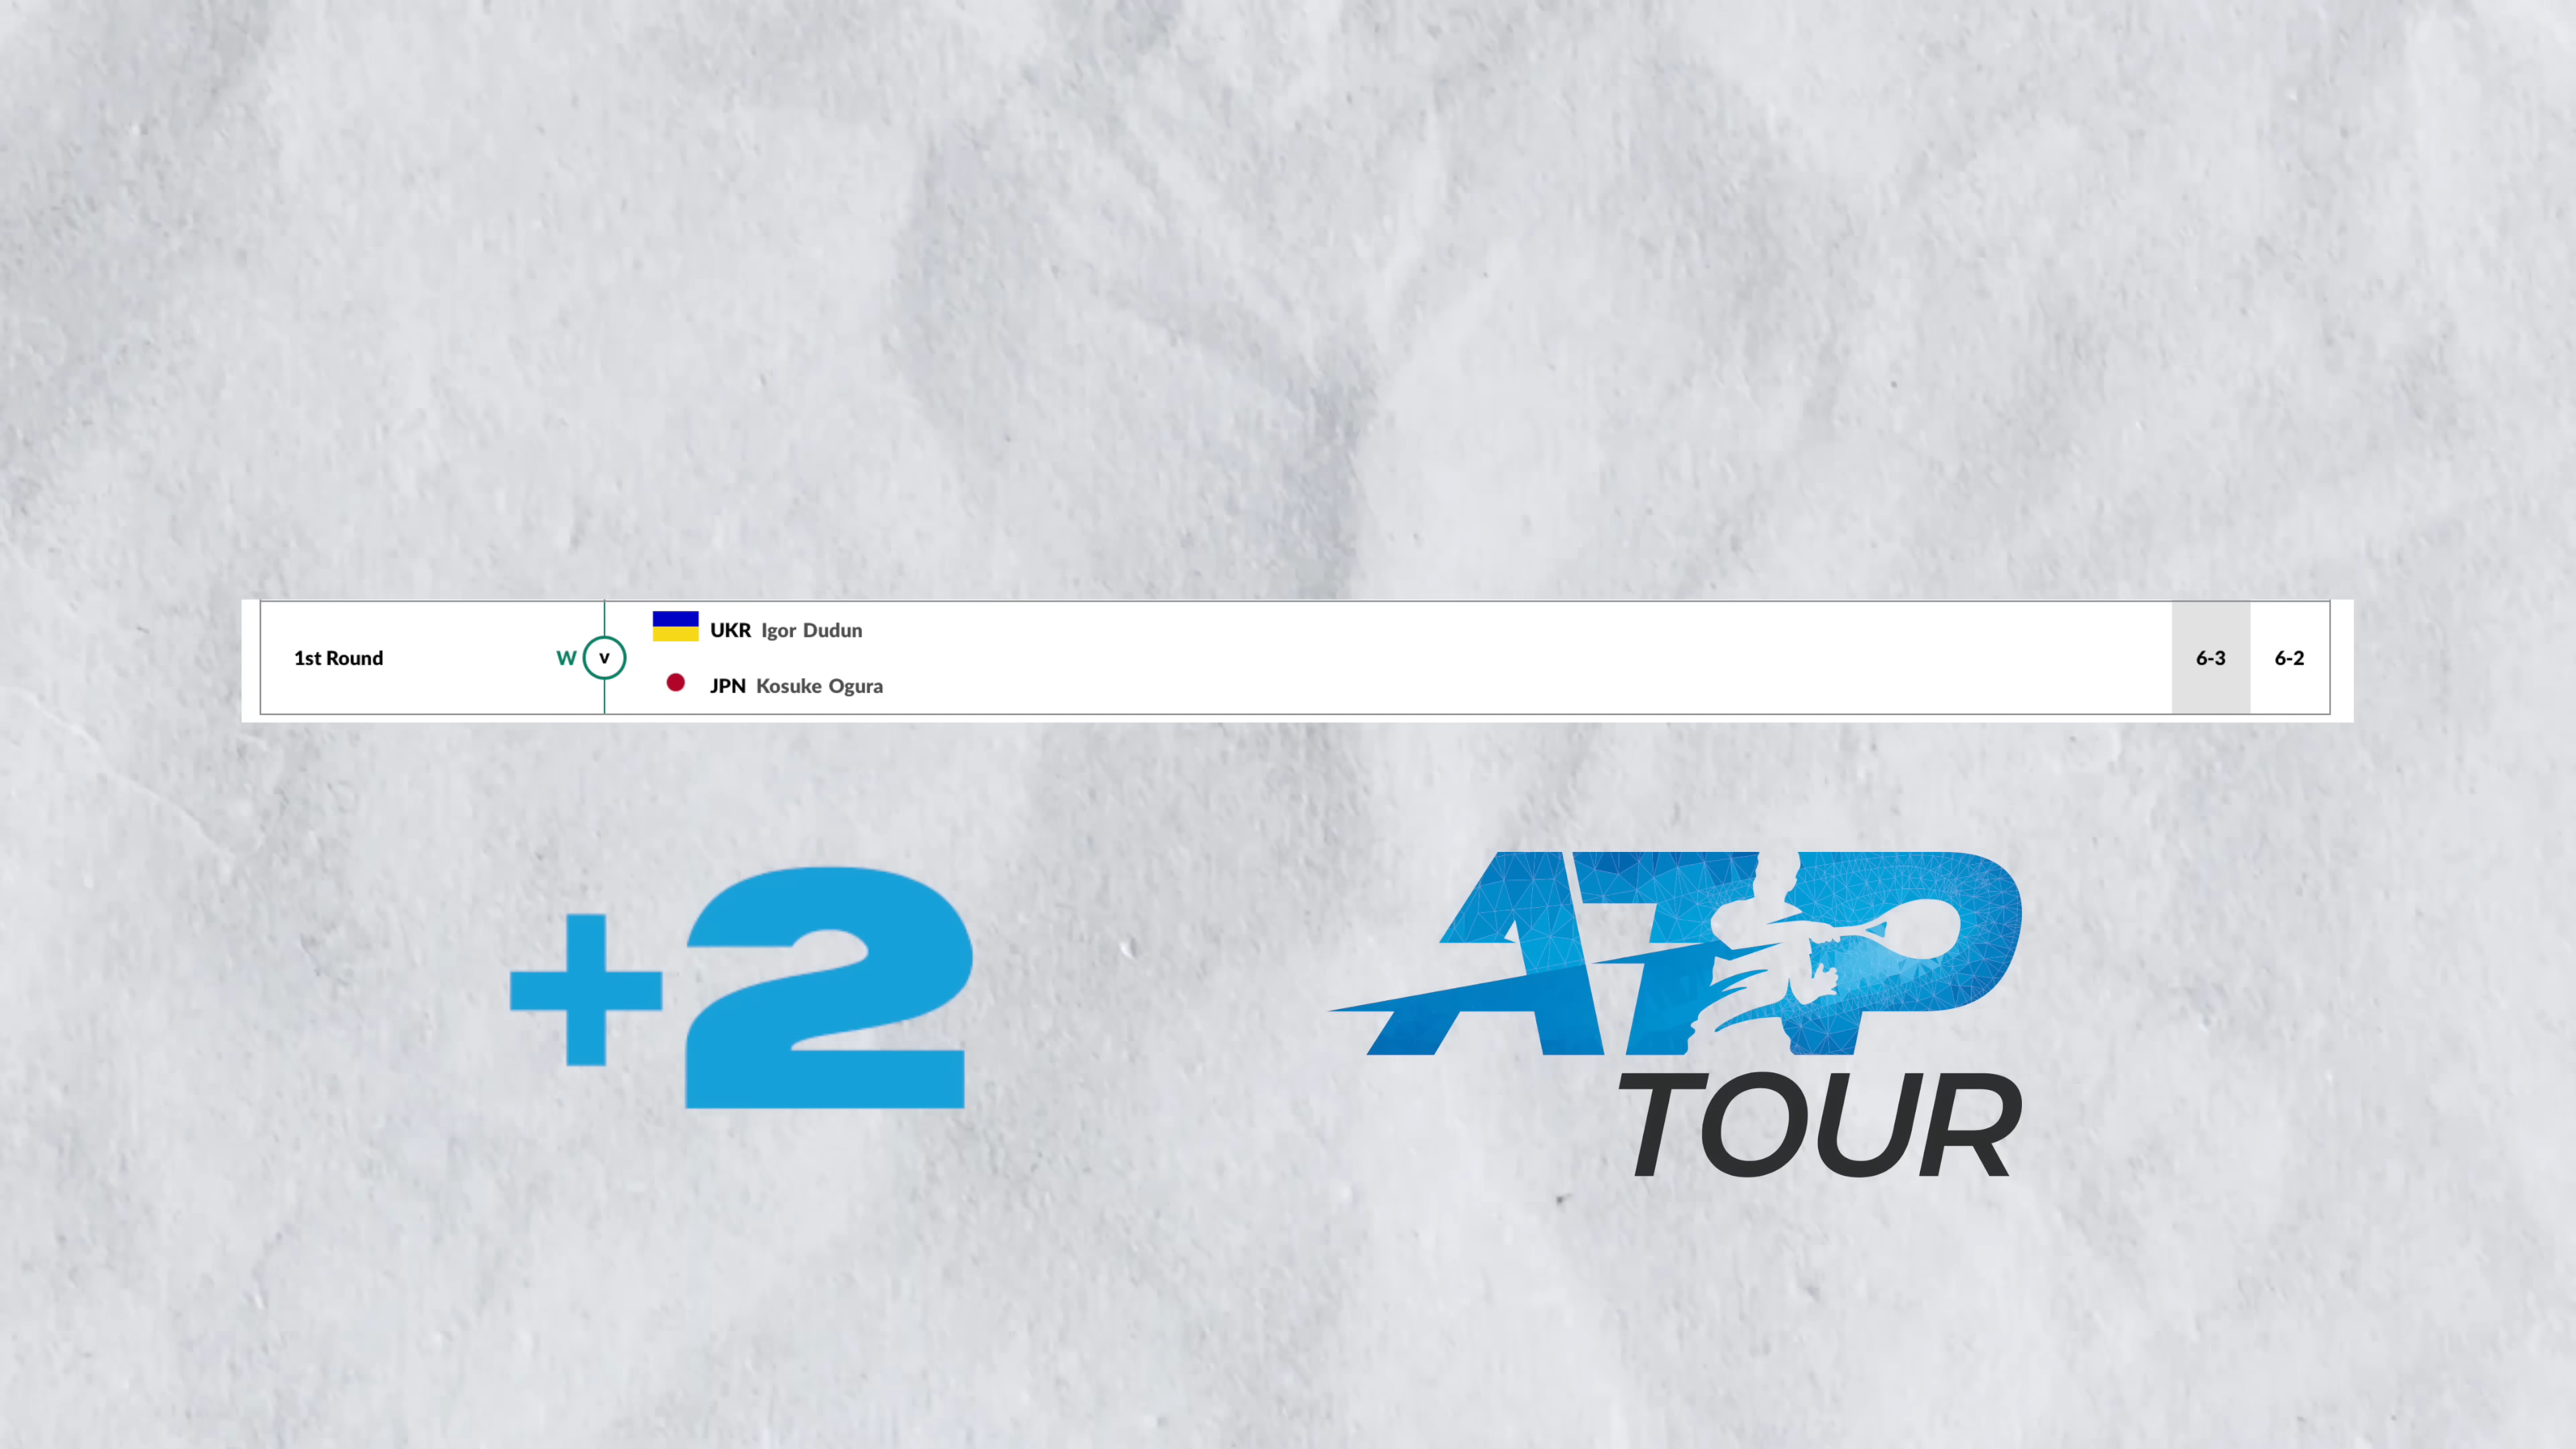 1st Round
W
v
UKR Igor Dudun
JPN Kosuke Ogura
6-3
6-2
+2
ATP
TOUR